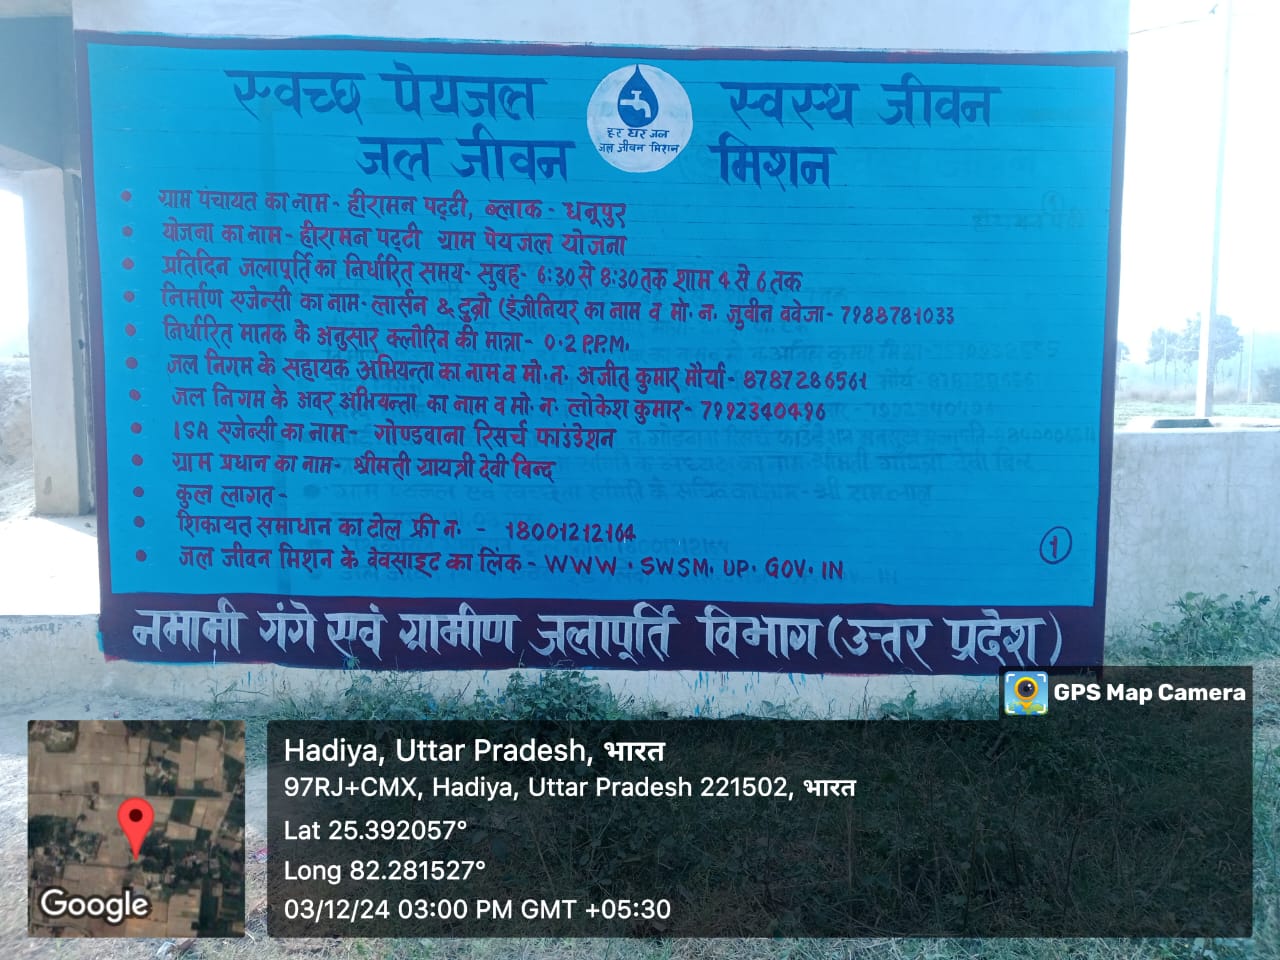 स्वच्छ पेयजल स्वस्थ जीवन
हर घर जल
जल जीवन मिशन
जल जीवन मिशन
• ग्राम पंचायत का नाम - हीरामन पट्टी, ब्लाक - धनूपुर
• योजना का नाम - हीरामन पट्टी ग्राम पेयजल योजना
• प्रतिदिन जलापूर्ति का निर्धारित समय - सुबह - 6:30 से 8:30 तक शाम 4 से 6 तक
• निर्माण एजेन्सी का नाम - लार्सन & टुब्रो (इंजीनियर का नाम व मो. न. जुबीन बवेजा - 7988781033
• निर्धारित मानक के अनुसार क्लोरिन की मात्रा - 0.2 P.P.M.
• जल निगम के सहायक अभियन्ता का नाम व मो. न. अजीत कुमार मौर्या - 8787286561
• जल निगम के अवर अभियन्ता का नाम व मो. न. लोकेश कुमार - 7992340496
• ISA एजेन्सी का नाम - गोण्डवाना रिसर्च फाउंडेशन
• ग्राम प्रधान का नाम - श्रीमती गायत्री देवी बिन्द
• कुल लागत -
• शिकायत समाधान का टोल फ्री न. - 18001212164
• जल जीवन मिशन के वेबसाइट का लिंक - WWW.SWSM.UP.GOV.IN
1
नमामी गंगे एवं ग्रामीण जलापूर्ति विभाग (उत्तर प्रदेश)
GPS Map Camera
Hadiya, Uttar Pradesh, भारत
97RJ+CMX, Hadiya, Uttar Pradesh 221502, भारत
Lat 25.392057°
Long 82.281527°
03/12/24 03:00 PM GMT +05:30
Google